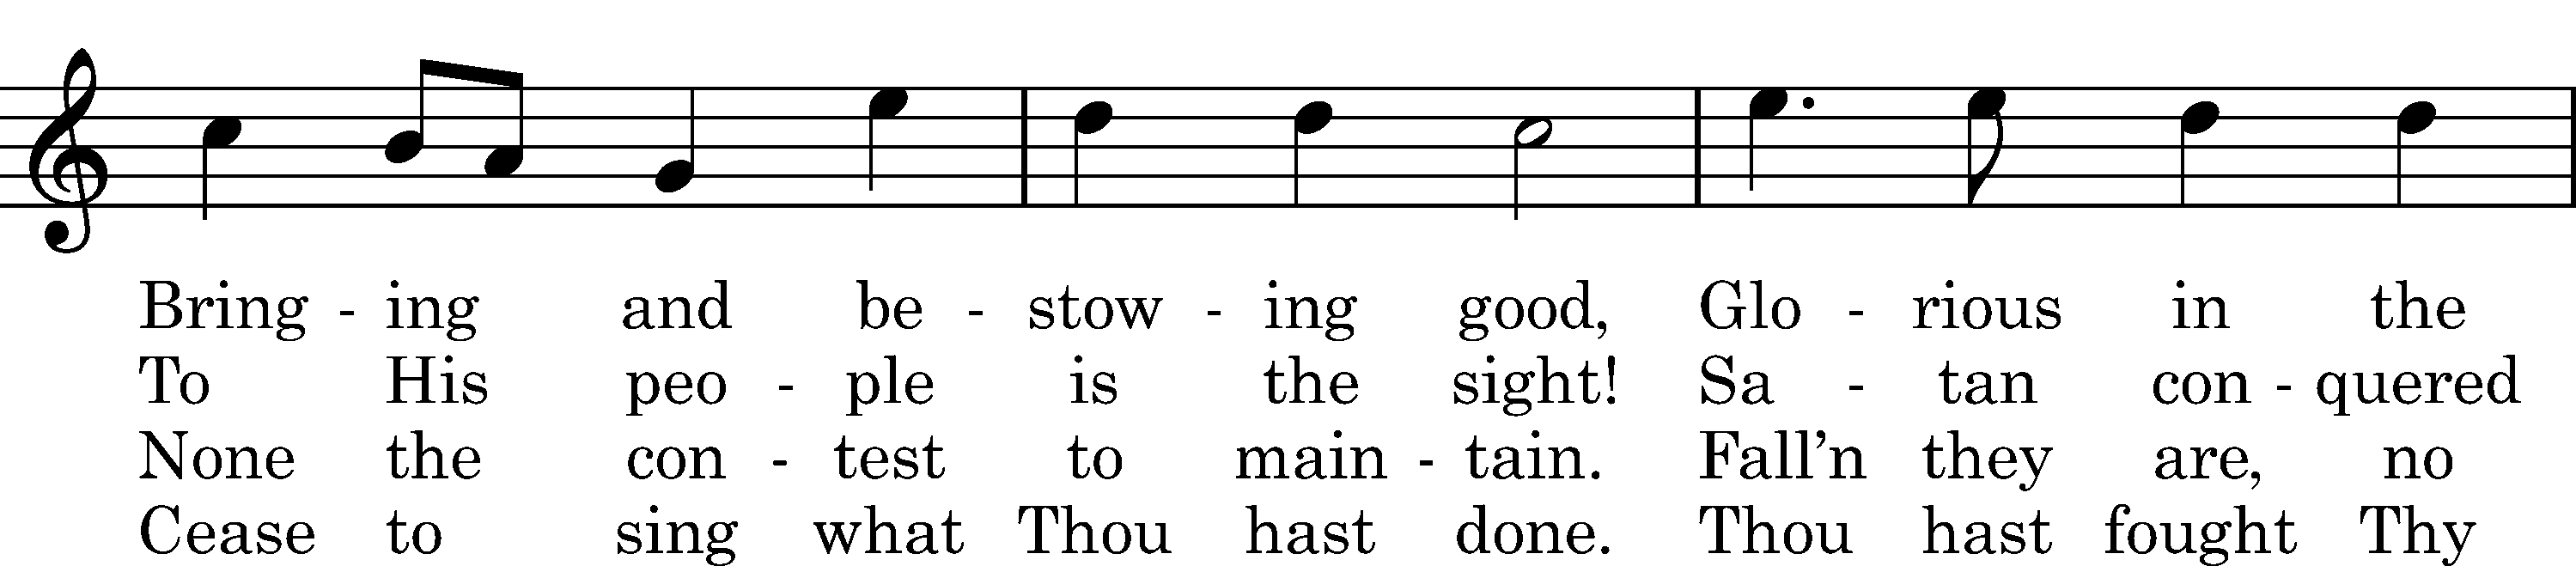 Bring - ing and be - stow - ing good, Glo - rious in the
To His peo - ple is the sight! Sa - tan con - quered
None the con - test to main - tain. Fall'n they are, no
Cease to sing what Thou hast done. Thou hast fought Thy